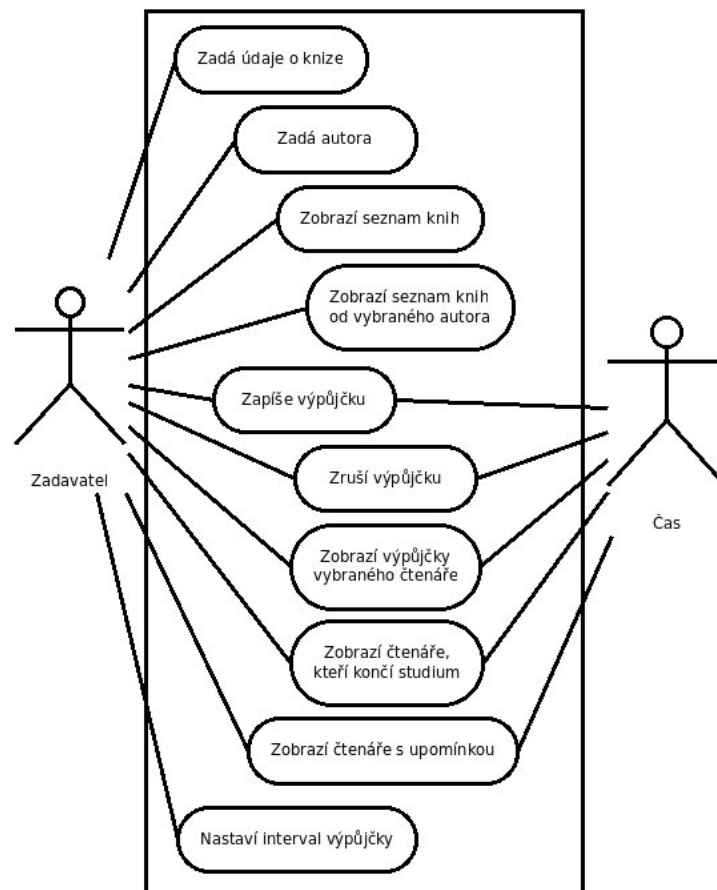 Zadá údaje o knize
Zadá autora
Zobrazí seznam knih
Zobrazí seznam knih
od vybraného autora
Zapíše výpůjčku
Zadavatel
Zruší výpůjčku
Čas
Zobrazí výpůjčky
vybraného čtenáře
Zobrazí čtenáře,
kteří končí studium
Zobrazí čtenáře s upomínkou
Nastaví interval výpůjčky